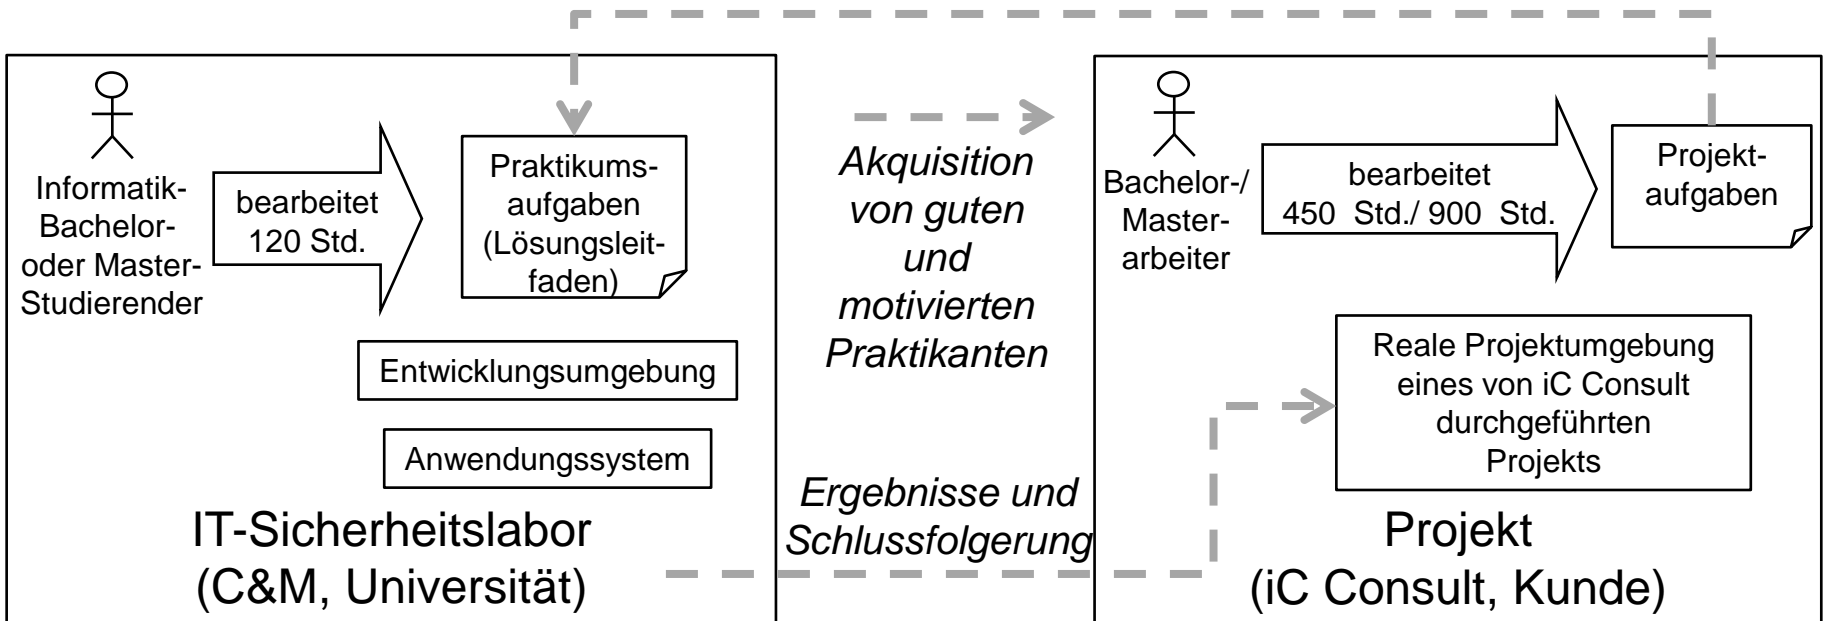 Informatik-
Bachelor-
oder Master-
Studierender
bearbeitet
120 Std.
Praktikums-
aufgaben
(Lösungsleit-
faden)
Entwicklungsumgebung
Anwendungssystem
IT-Sicherheitslabor
(C&M, Universität)
Akquisition
von guten
und
motivierten
Praktikanten
Ergebnisse und
Schlussfolgerung
Bachelor-/
Master-
arbeiter
bearbeitet
450 Std./ 900 Std.
Projekt-
aufgaben
Reale Projektumgebung
eines von iC Consult
durchgeführten
Projekts
Projekt
(iC Consult, Kunde)